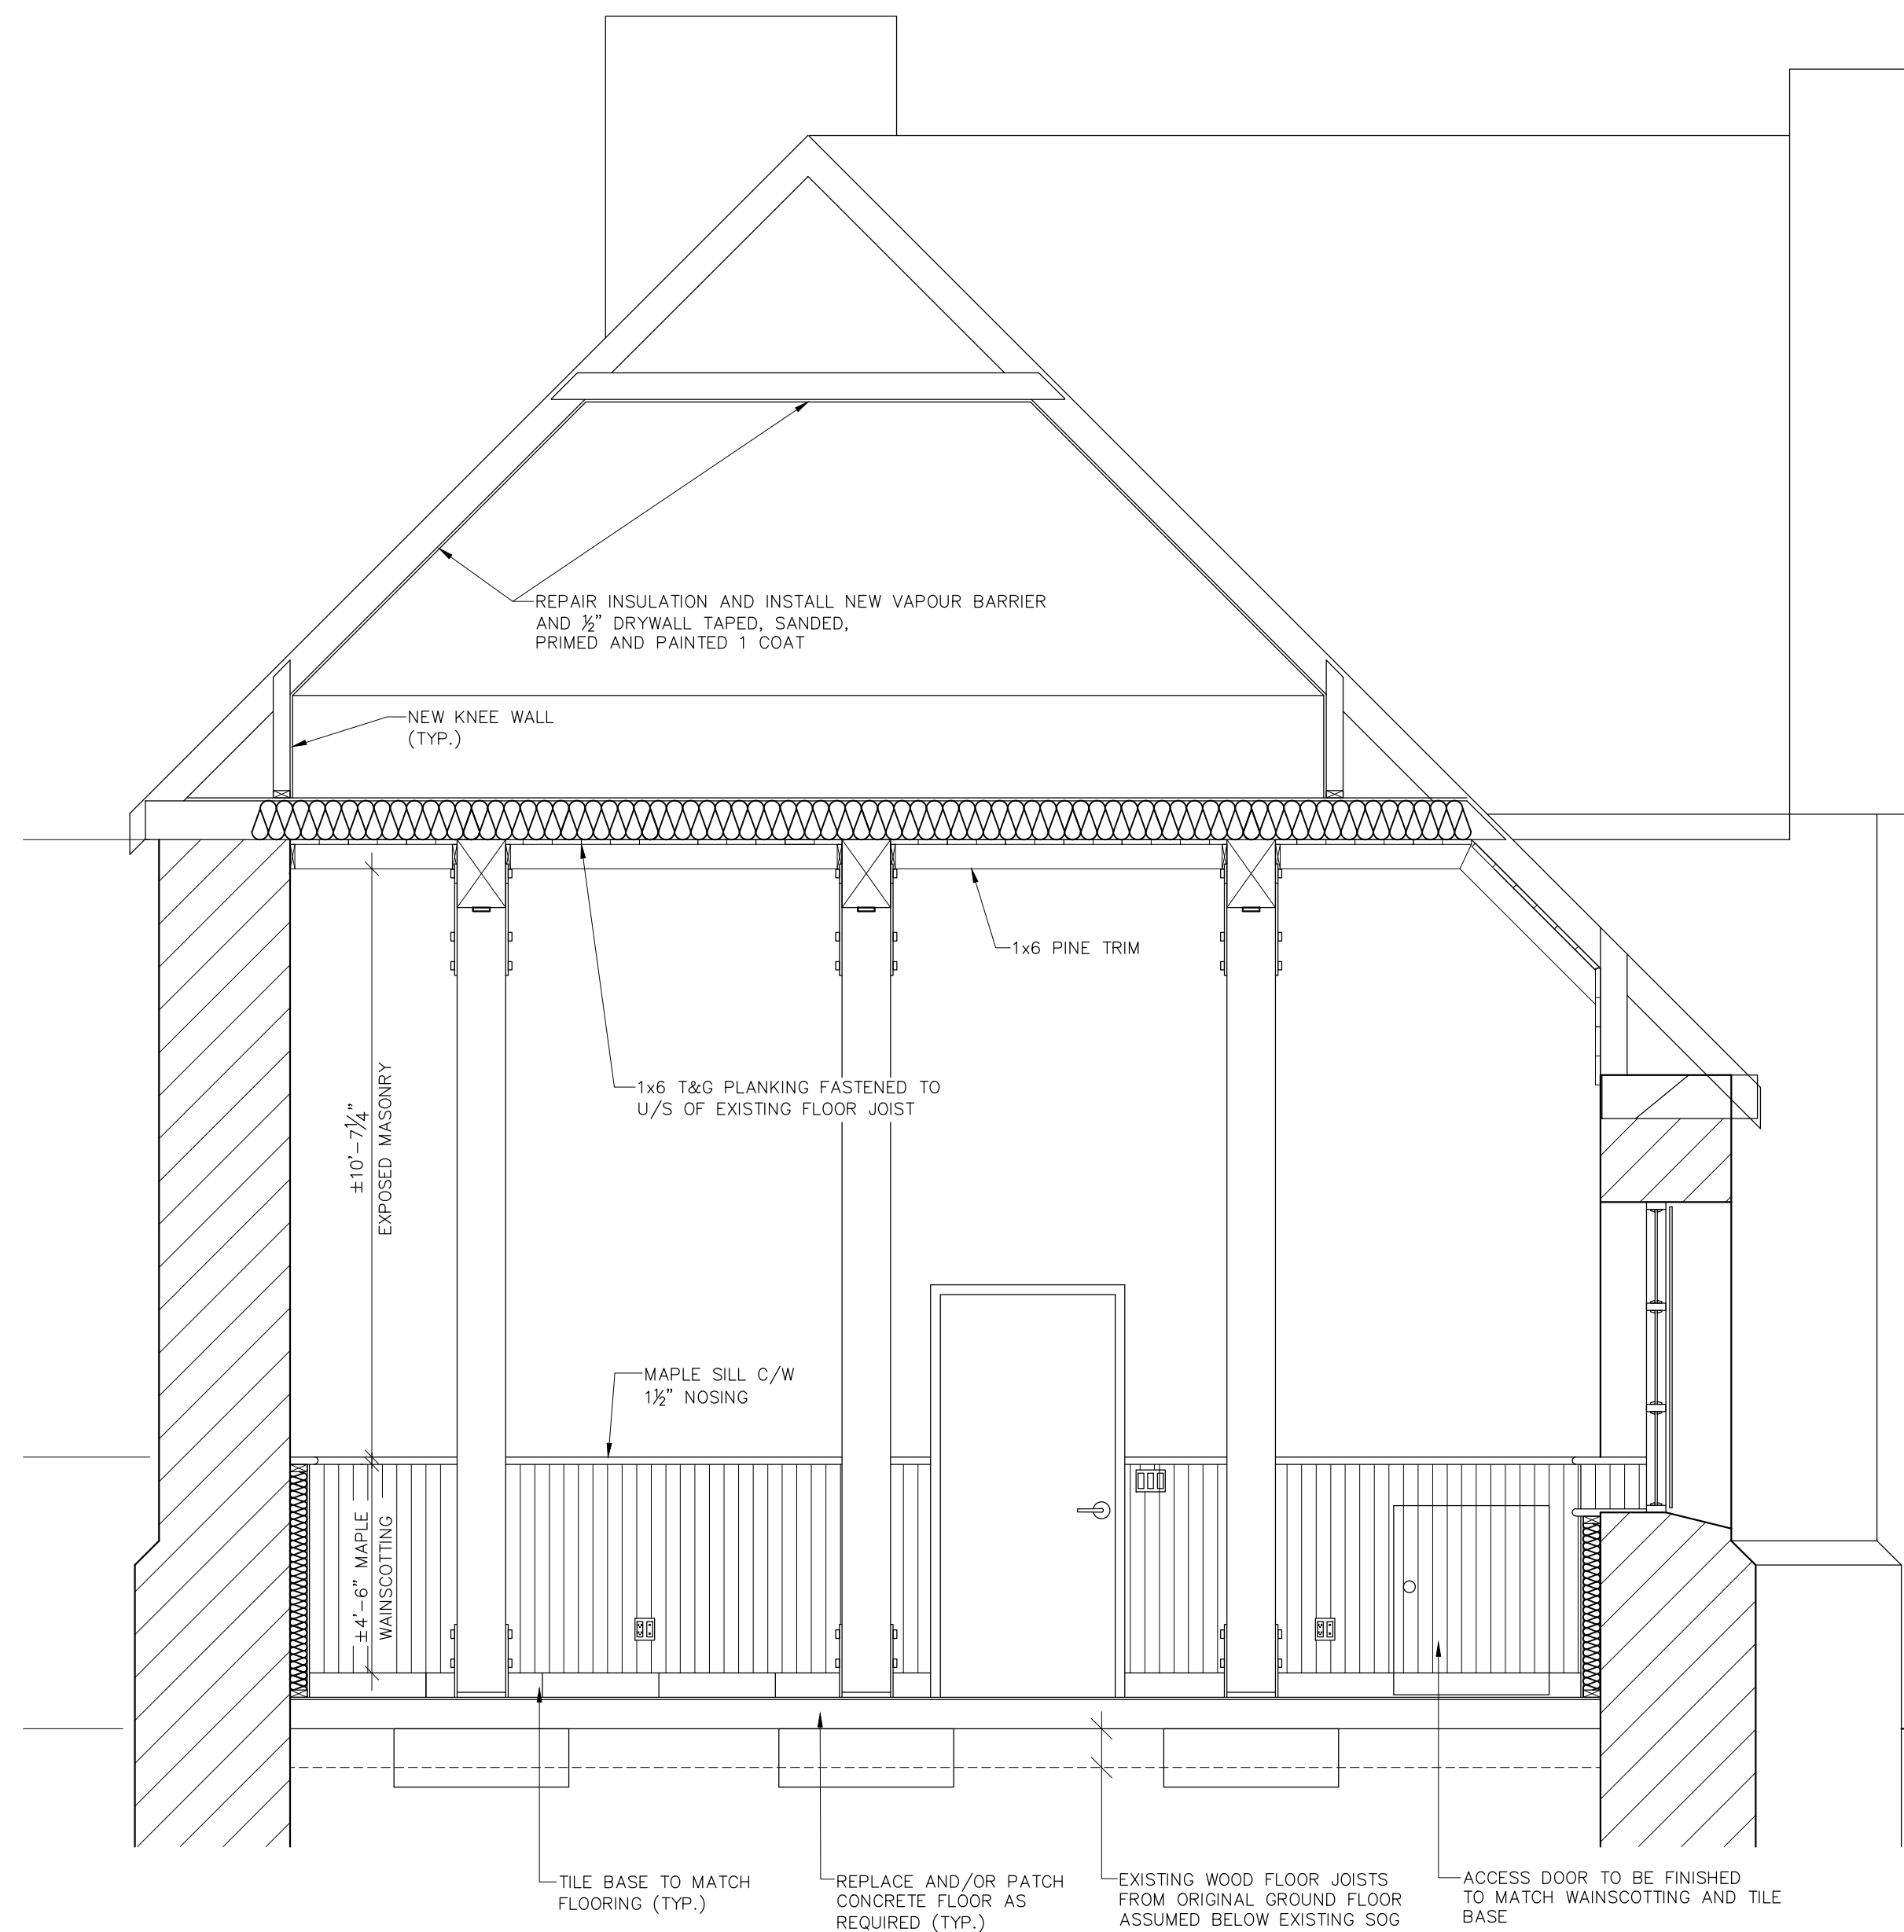 REPAIR INSULATION AND INSTALL NEW VAPOUR BARRIER
AND ½" DRYWALL TAPED, SANDED,
PRIMED AND PAINTED 1 COAT
NEW KNEE WALL
(TYP.)
1x6 PINE TRIM
1x6 T&G PLANKING FASTENED TO
U/S OF EXISTING FLOOR JOIST
±10'-7¼"
EXPOSED MASONRY
MAPLE SILL C/W
1½" NOSING
±4'-6" MAPLE
WAINSCOTTING
TILE BASE TO MATCH
FLOORING (TYP.)
REPLACE AND/OR PATCH
CONCRETE FLOOR AS
REQUIRED (TYP.)
EXISTING WOOD FLOOR JOISTS
FROM ORIGINAL GROUND FLOOR
ASSUMED BELOW EXISTING SOG
ACCESS DOOR TO BE FINISHED
TO MATCH WAINSCOTTING AND TILE
BASE